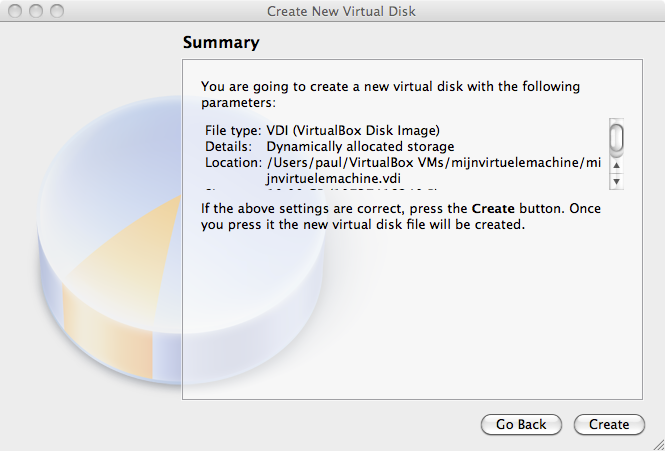 Create New Virtual Disk
Summary
You are going to create a new virtual disk with the following
parameters:
File type: VDI (VirtualBox Disk Image)
Details: Dynamically allocated storage
Location: /Users/paul/VirtualBox VMs/mijnvirtuelemachine/mi
jnvirtuelemachine.vdi
If the above settings are correct, press the Create button. Once
you press it the new virtual disk file will be created.
Go Back
Create